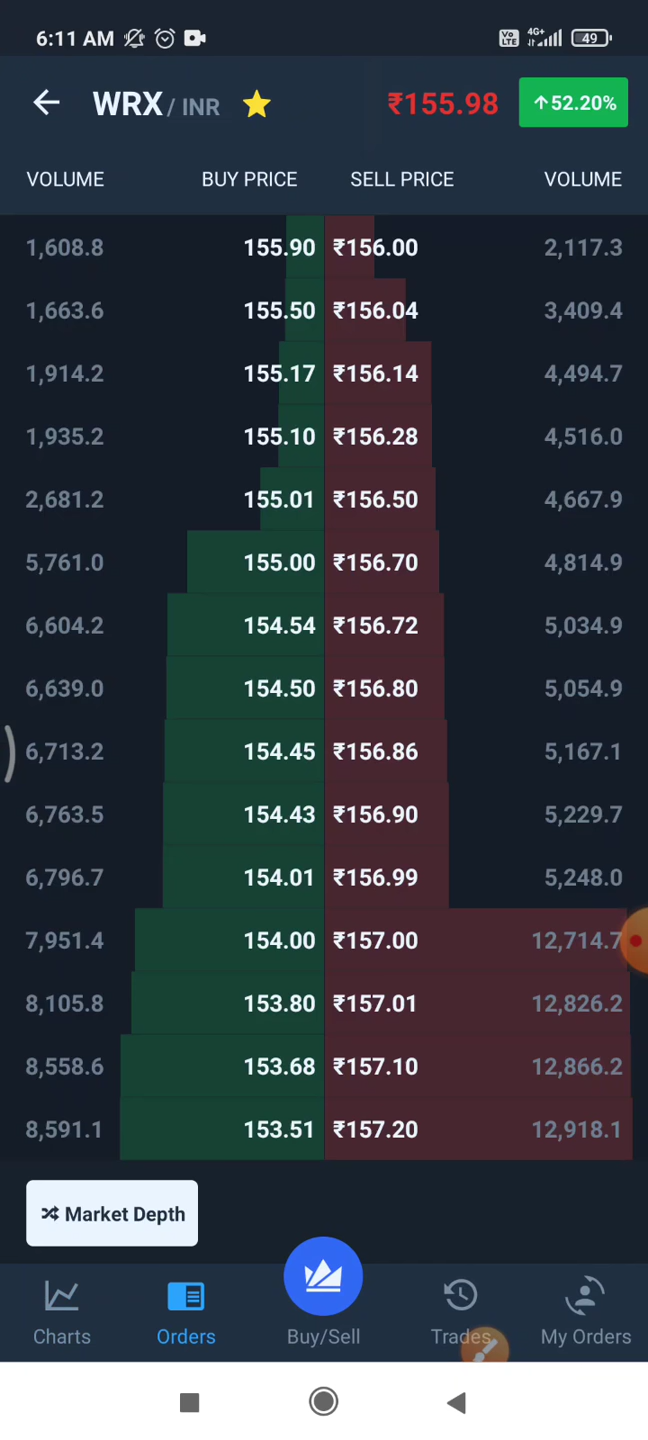 6:11 AM VO LTE 4G+ 49
WRX / INR ₹155.98 ↑52.20%
VOLUME BUY PRICE SELL PRICE VOLUME
1,608.8 155.90 ₹156.00 2,117.3
1,663.6 155.50 ₹156.04 3,409.4
1,914.2 155.17 ₹156.14 4,494.7
1,935.2 155.10 ₹156.28 4,516.0
2,681.2 155.01 ₹156.50 4,667.9
5,761.0 155.00 ₹156.70 4,814.9
6,604.2 154.54 ₹156.72 5,034.9
6,639.0 154.50 ₹156.80 5,054.9
6,713.2 154.45 ₹156.86 5,167.1
6,763.5 154.43 ₹156.90 5,229.7
6,796.7 154.01 ₹156.99 5,248.0
7,951.4 154.00 ₹157.00 12,714.7
8,105.8 153.80 ₹157.01 12,826.2
8,558.6 153.68 ₹157.10 12,866.2
8,591.1 153.51 ₹157.20 12,918.1
Market Depth
Charts Orders Buy/Sell Trades My Orders